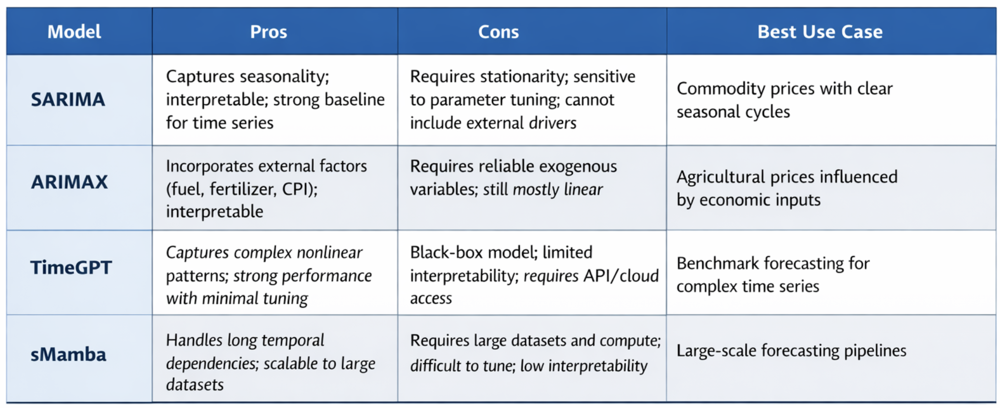 Model Pros Cons Best Use Case
SARIMA
Captures seasonality;
interpretable; strong baseline
for time series
Requires stationarity; sensitive
to parameter tuning; cannot
include external drivers
Commodity prices with clear
seasonal cycles
ARIMAX
Incorporates external factors
(fuel, fertilizer, CPI);
interpretable
Requires reliable exogenous
variables; still mostly linear
Agricultural prices influenced
by economic inputs
TimeGPT
Captures complex nonlinear
patterns; strong performance
with minimal tuning
Black-box model; limited
interpretability; requires API/cloud
access
Benchmark forecasting for
complex time series
sMamba
Handles long temporal
dependencies; scalable to large
datasets
Requires large datasets and compute;
difficult to tune; low interpretability
Large-scale forecasting pipelines